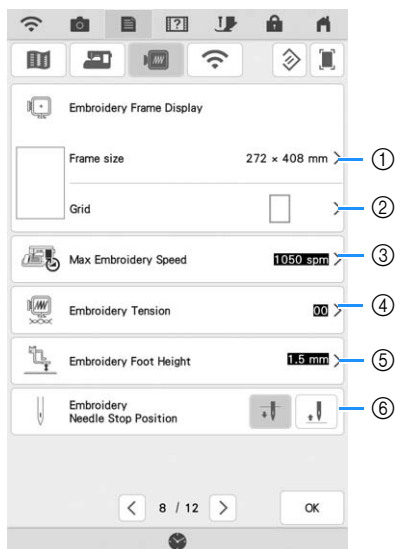 Embroidery Frame Display
Frame size 272 × 408 mm ①
Grid ②
Max Embroidery Speed 1050 spm ③
Embroidery Tension 00 ④
Embroidery Foot Height 1.5 mm ⑤
Embroidery
Needle Stop Position ⑥
< 8 / 12 > OK